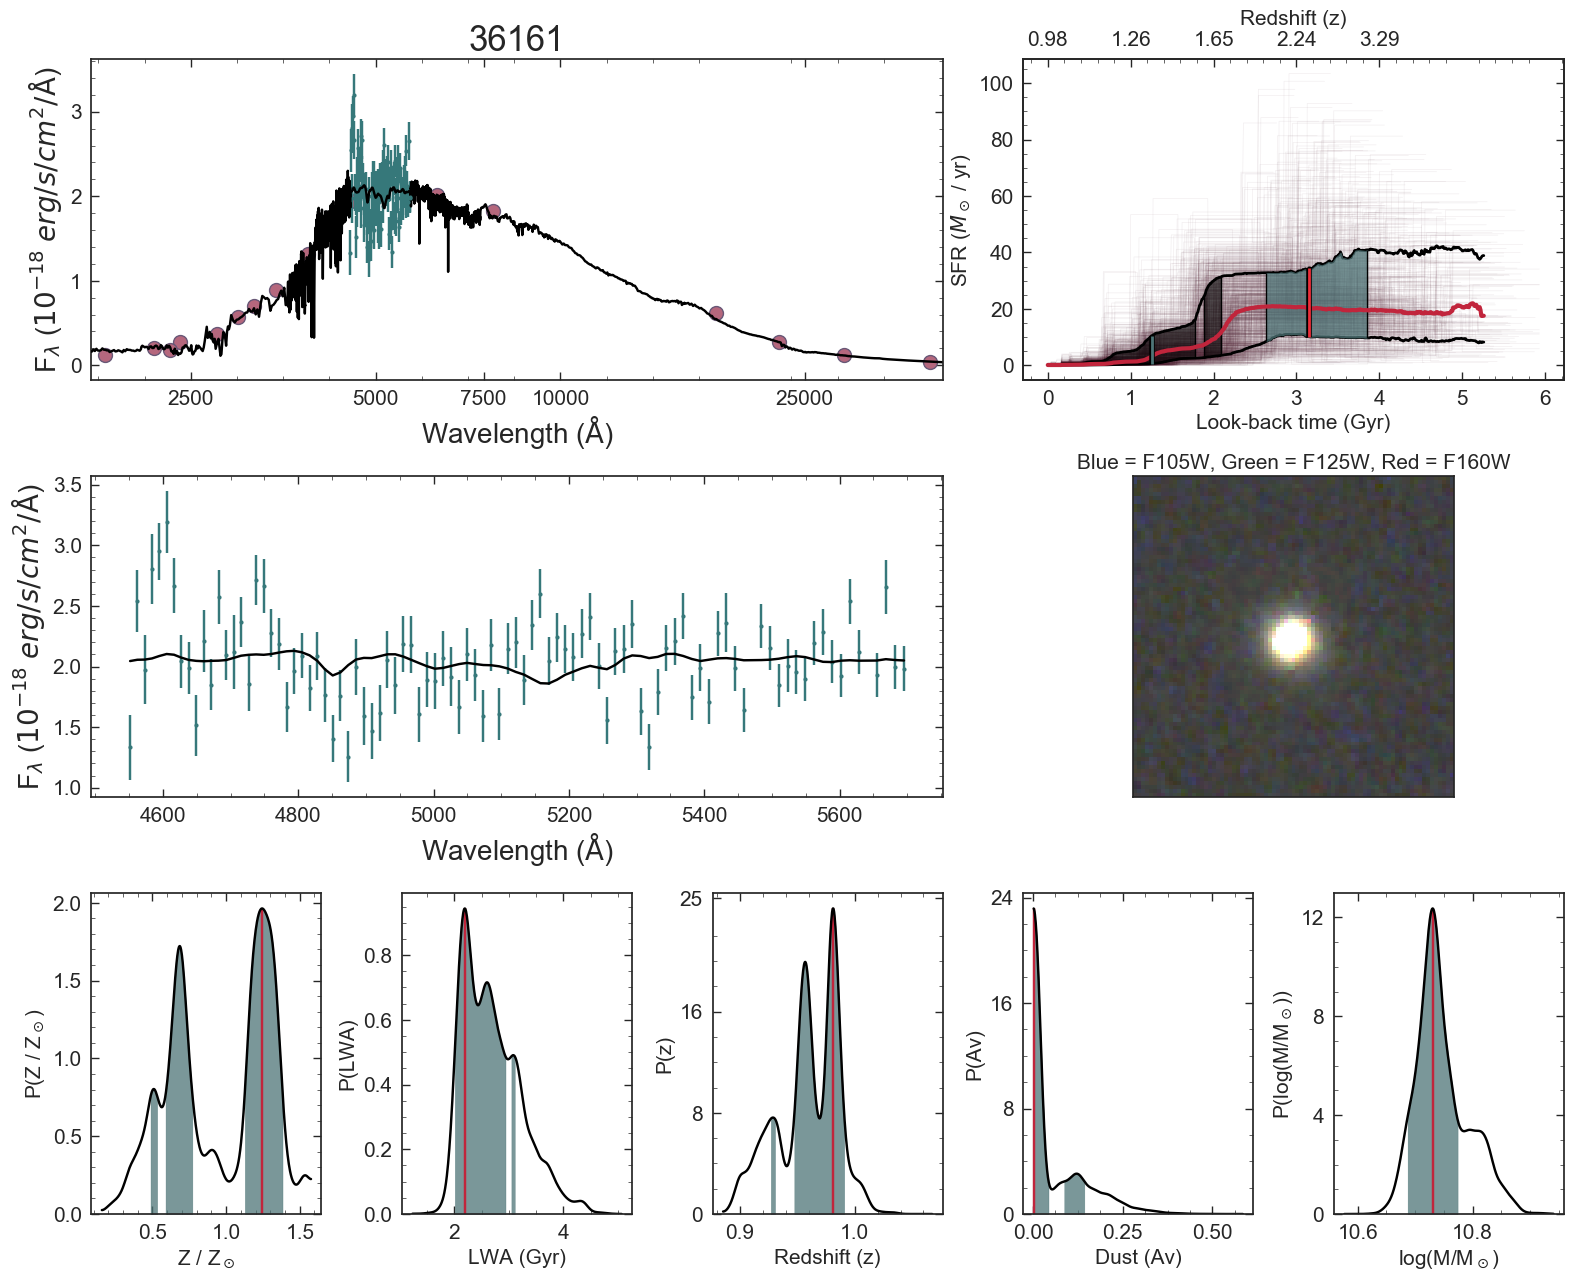 36161
F_λ (10^{-18} erg/s/cm^2/Å)
3
2
1
0
2500 5000 7500 10000 25000
Wavelength (Å)
Redshift (z)
0.98 1.26 1.65 2.24 3.29
SFR (M_⊙ / yr)
100
80
60
40
20
0
0 1 2 3 4 5 6
Look-back time (Gyr)
F_λ (10^{-18} erg/s/cm^2/Å)
3.5
3.0
2.5
2.0
1.5
1.0
4600 4800 5000 5200 5400 5600
Wavelength (Å)
Blue = F105W, Green = F125W, Red = F160W
P(Z / Z_⊙)
2.0
1.5
1.0
0.5
0.0
0.5 1.0 1.5
Z / Z_⊙
P(LWA)
0.8
0.6
0.4
0.2
0.0
2 4
LWA (Gyr)
P(z)
25
16
8
0
0.9 1.0
Redshift (z)
P(Av)
24
16
8
0
0.00 0.25 0.50
Dust (Av)
P(log(M/M_⊙))
12
8
4
0
10.6 10.8
log(M/M_⊙)